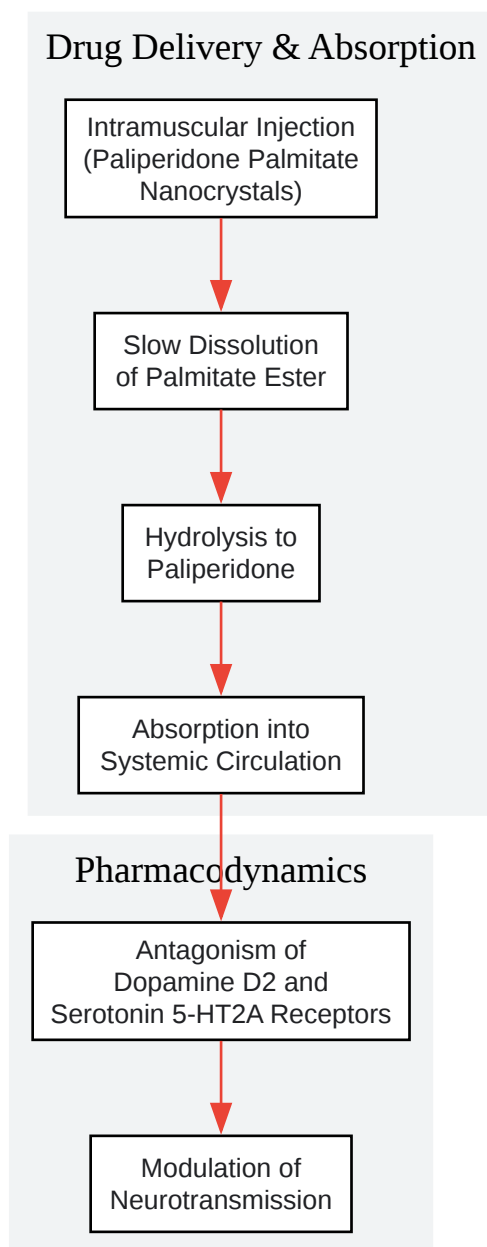 Drug Delivery & Absorption
Intramuscular Injection
(Paliperidone Palmitate
Nanocrystals)
Slow Dissolution
of Palmitate Ester
Hydrolysis to
Paliperidone
Absorption into
Systemic Circulation
Pharmacodynamics
Antagonism of
Dopamine D2 and
Serotonin 5-HT2A Receptors
Modulation of
Neurotransmission